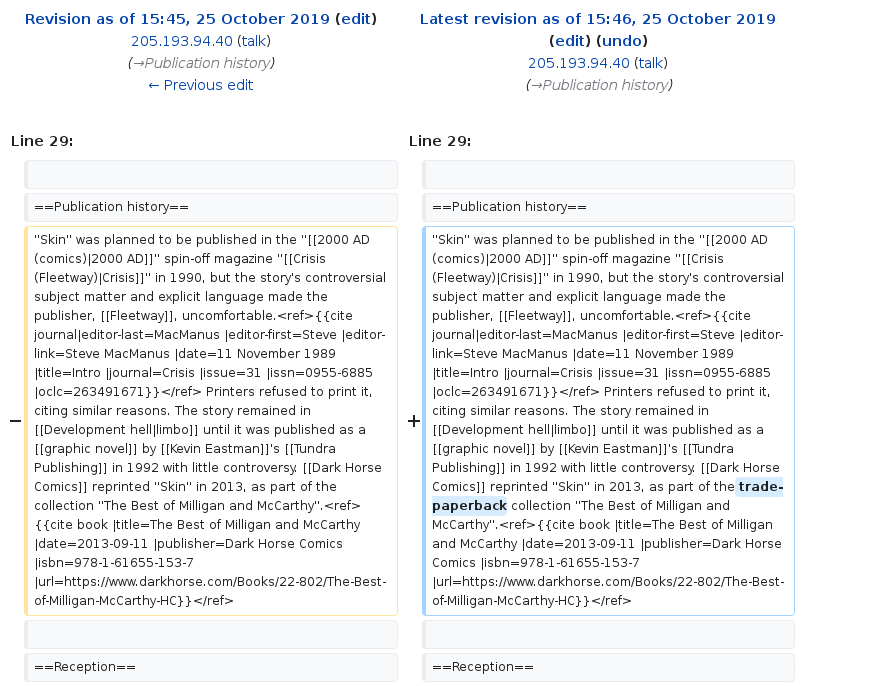 Revision as of 15:45, 25 October 2019 (edit)
205.193.94.40 (talk)
(→Publication history)
← Previous edit
Latest revision as of 15:46, 25 October 2019
(edit) (undo)
205.193.94.40 (talk)
(→Publication history)
Line 29:
==Publication history==
−
''Skin'' was planned to be published in the ''[[2000 AD
(comics)|2000 AD]]'' spin-off magazine ''[[Crisis
(Fleetway)|Crisis]]'' in 1990, but the story's controversial
subject matter and explicit language made the
publisher, [[Fleetway]], uncomfortable.<ref>{{cite
journal|editor-last=MacManus |editor-first=Steve |editor-
link=Steve MacManus |date=11 November 1989
|title=Intro |journal=Crisis |issue=31 |issn=0955-6885
|oclc=263491671}}</ref> Printers refused to print it,
citing similar reasons. The story remained in
[[Development hell|limbo]] until it was published as a
[[graphic novel]] by [[Kevin Eastman]]'s [[Tundra
Publishing]] in 1992 with little controversy. [[Dark Horse
Comics]] reprinted ''Skin'' in 2013, as part of the
collection ''The Best of Milligan and McCarthy''.<ref>
{{cite book |title=The Best of Milligan and McCarthy
|date=2013-09-11 |publisher=Dark Horse Comics
|isbn=978-1-61655-153-7
|url=https://www.darkhorse.com/Books/22-802/The-Best-
of-Milligan-McCarthy-HC}}</ref>
==Reception==
Line 29:
==Publication history==
+
''Skin'' was planned to be published in the ''[[2000 AD
(comics)|2000 AD]]'' spin-off magazine ''[[Crisis
(Fleetway)|Crisis]]'' in 1990, but the story's controversial
subject matter and explicit language made the
publisher, [[Fleetway]], uncomfortable.<ref>{{cite
journal|editor-last=MacManus |editor-first=Steve |editor-
link=Steve MacManus |date=11 November 1989
|title=Intro |journal=Crisis |issue=31 |issn=0955-6885
|oclc=263491671}}</ref> Printers refused to print it,
citing similar reasons. The story remained in
[[Development hell|limbo]] until it was published as a
[[graphic novel]] by [[Kevin Eastman]]'s [[Tundra
Publishing]] in 1992 with little controversy. [[Dark Horse
Comics]] reprinted ''Skin'' in 2013, as part of the trade-
paperback collection ''The Best of Milligan and
McCarthy''.<ref>{{cite book |title=The Best of Milligan
and McCarthy |date=2013-09-11 |publisher=Dark Horse
Comics |isbn=978-1-61655-153-7
|url=https://www.darkhorse.com/Books/22-802/The-Best-
of-Milligan-McCarthy-HC}}</ref>
==Reception==